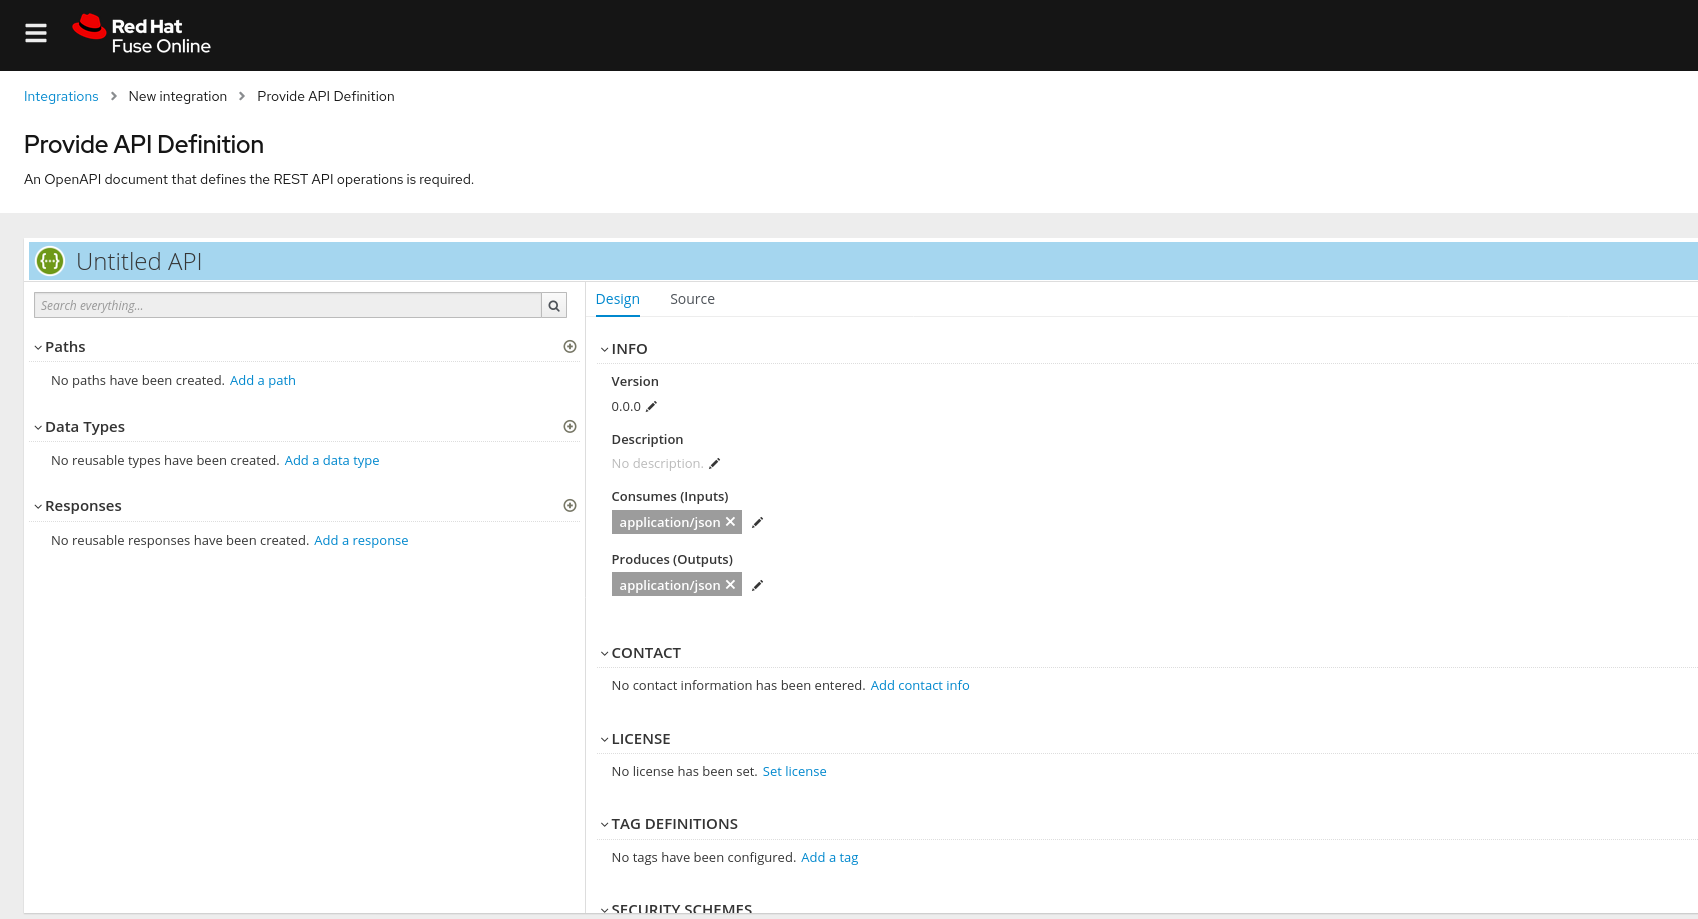 Red Hat
Fuse Online
Integrations > New integration > Provide API Definition
Provide API Definition
An OpenAPI document that defines the REST API operations is required.
{...} Untitled API
Search everything...
Paths
No paths have been created. Add a path
Data Types
No reusable types have been created. Add a data type
Responses
No reusable responses have been created. Add a response
Design Source
INFO
Version
0.0.0
Description
No description.
Consumes (Inputs)
application/json ×
Produces (Outputs)
application/json ×
CONTACT
No contact information has been entered. Add contact info
LICENSE
No license has been set. Set license
TAG DEFINITIONS
No tags have been configured. Add a tag
SECURITY SCHEMES